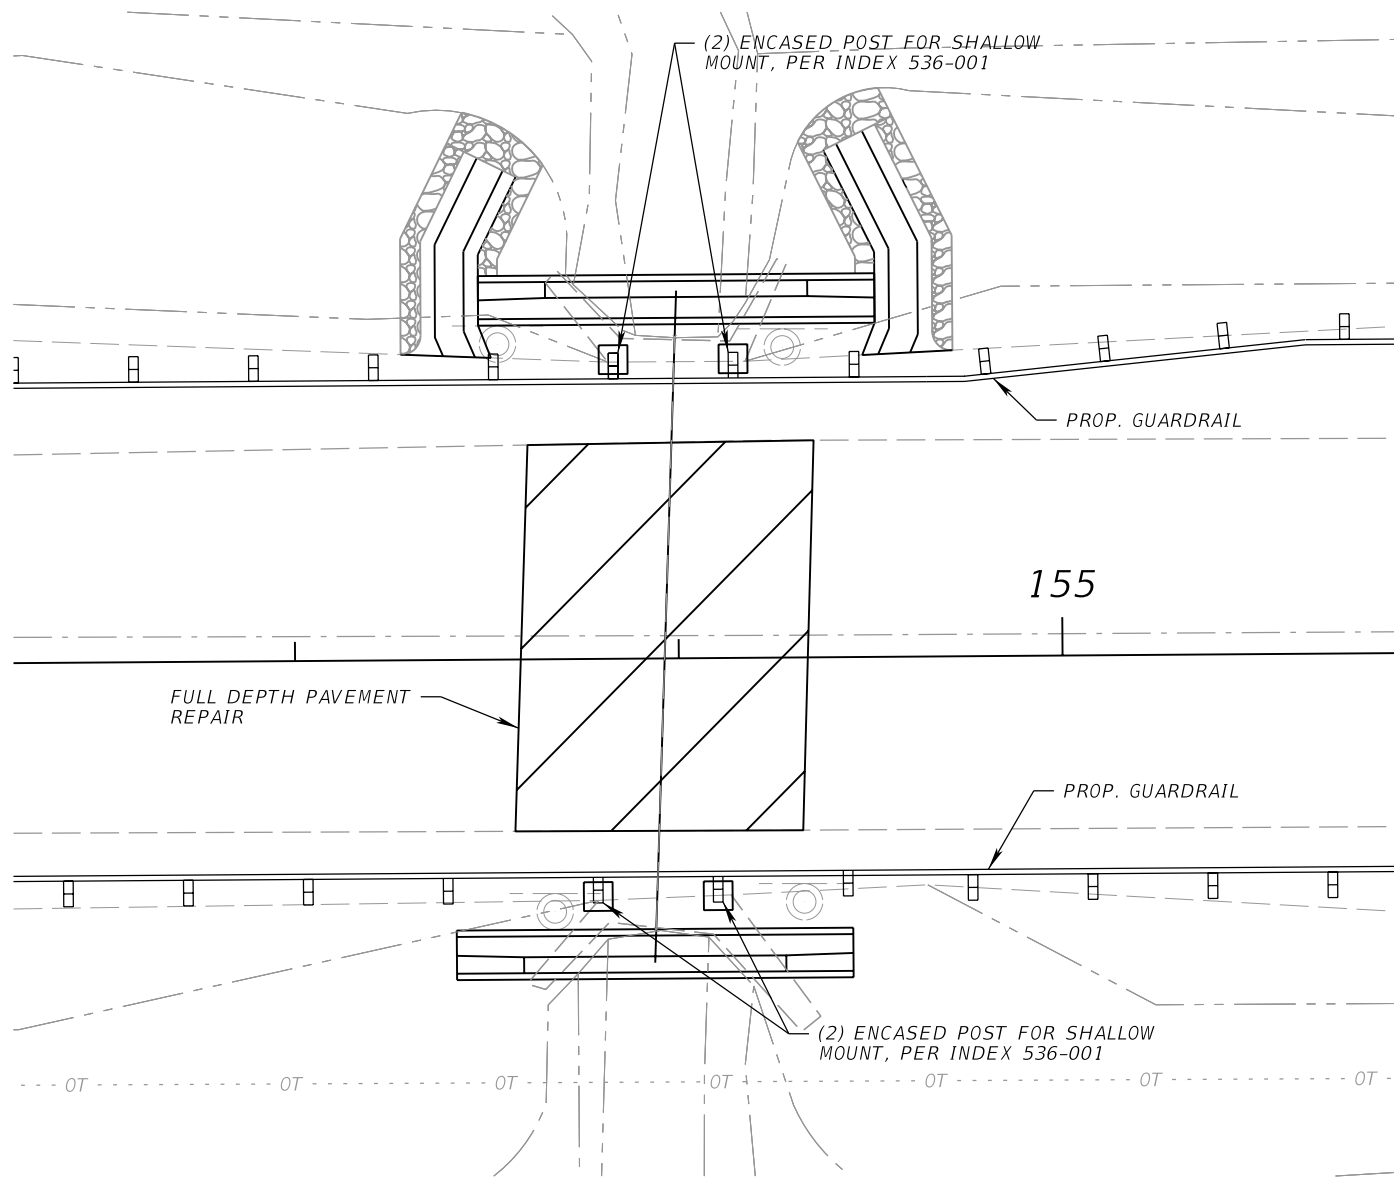 (2) ENCASED POST FOR SHALLOW
MOUNT, PER INDEX 536-001
PROP. GUARDRAIL
155
FULL DEPTH PAVEMENT
REPAIR
PROP. GUARDRAIL
(2) ENCASED POST FOR SHALLOW
MOUNT, PER INDEX 536-001
OT OT OT OT OT OT OT